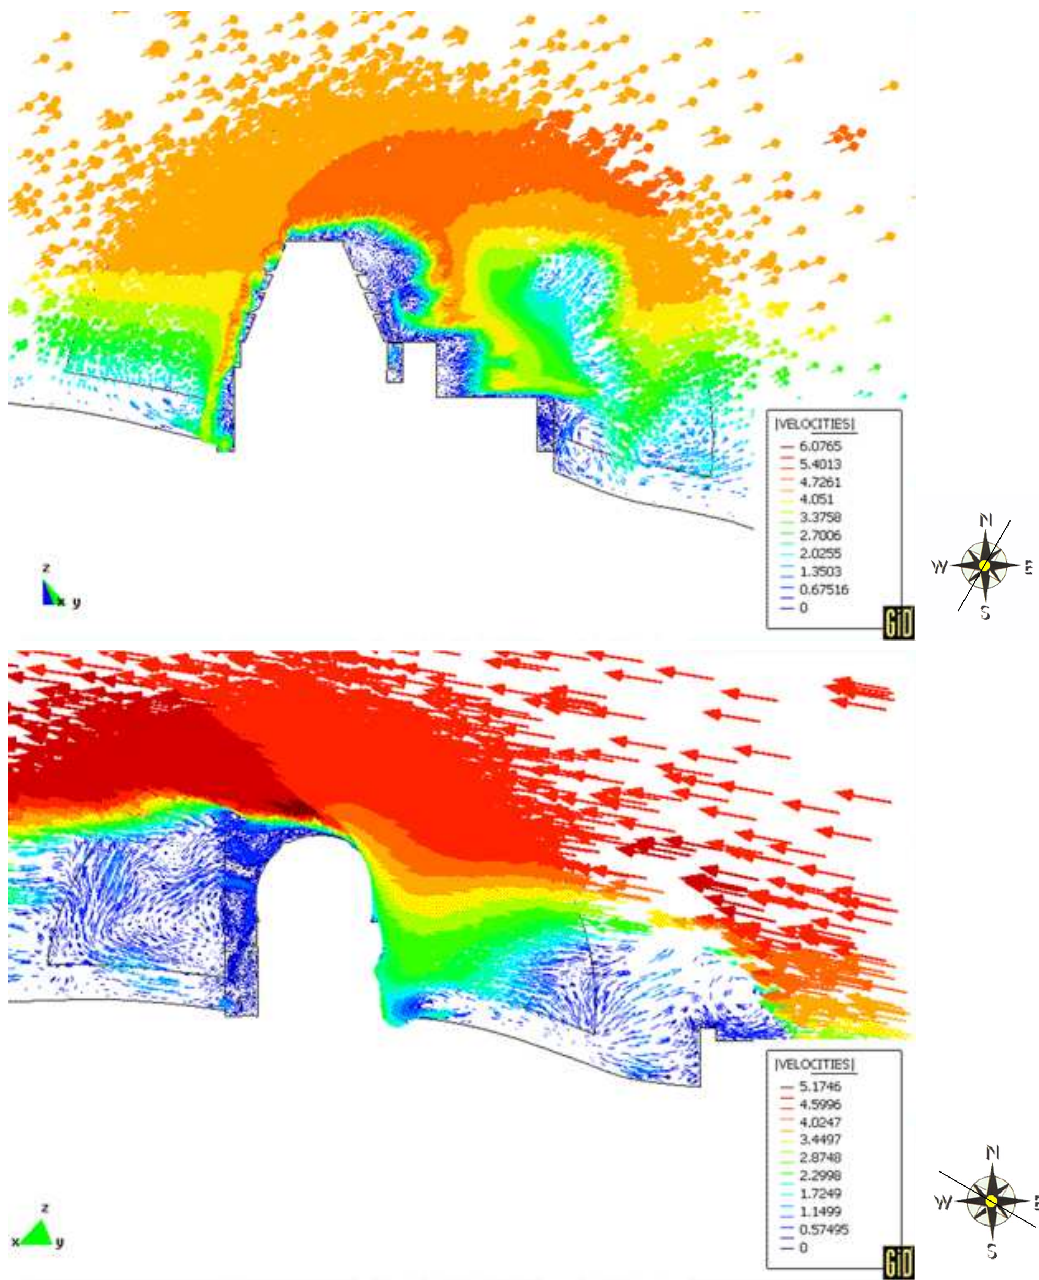 |VELOCITIES|
6.0765
5.4013
4.7261
4.051
3.3758
2.7006
2.0255
1.3503
0.67516
0
GiD
N
W E
S
z
x y
|VELOCITIES|
5.1746
4.5996
4.0247
3.4497
2.8748
2.2998
1.7249
1.1499
0.57495
0
GiD
N
W E
S
z
x y